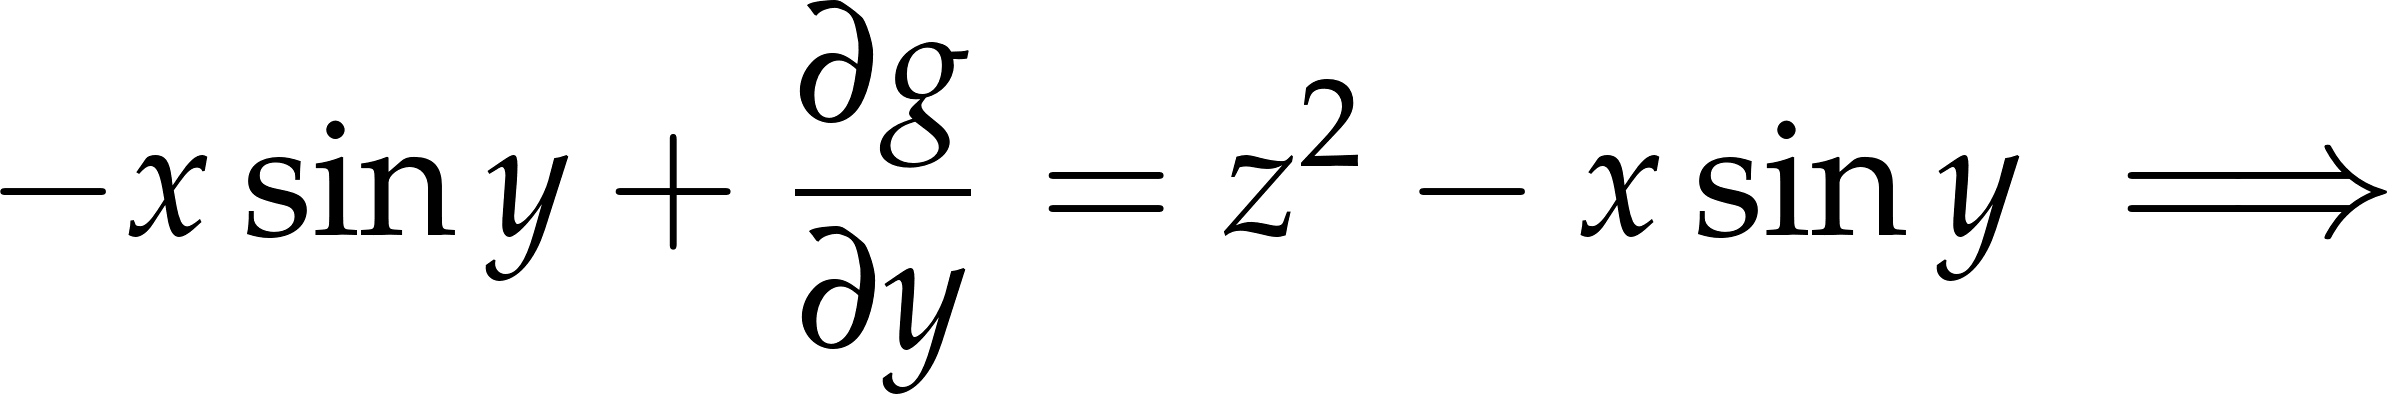 −x sin y + ∂g/∂y = z² − x sin y ⟹